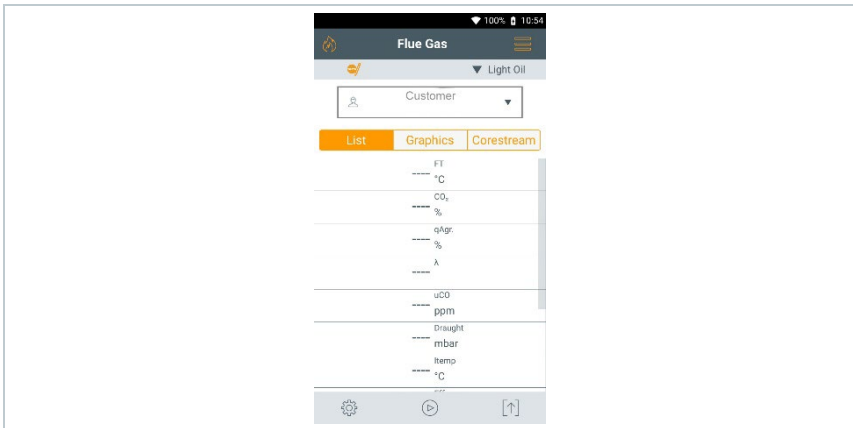 100% 10:54
Flue Gas
Light Oil
Customer
List Graphics Corestream
FT
---- °C
CO₂
---- %
qAgr.
---- %
λ
----
uCO
---- ppm
Draught
---- mbar
Itemp
---- °C